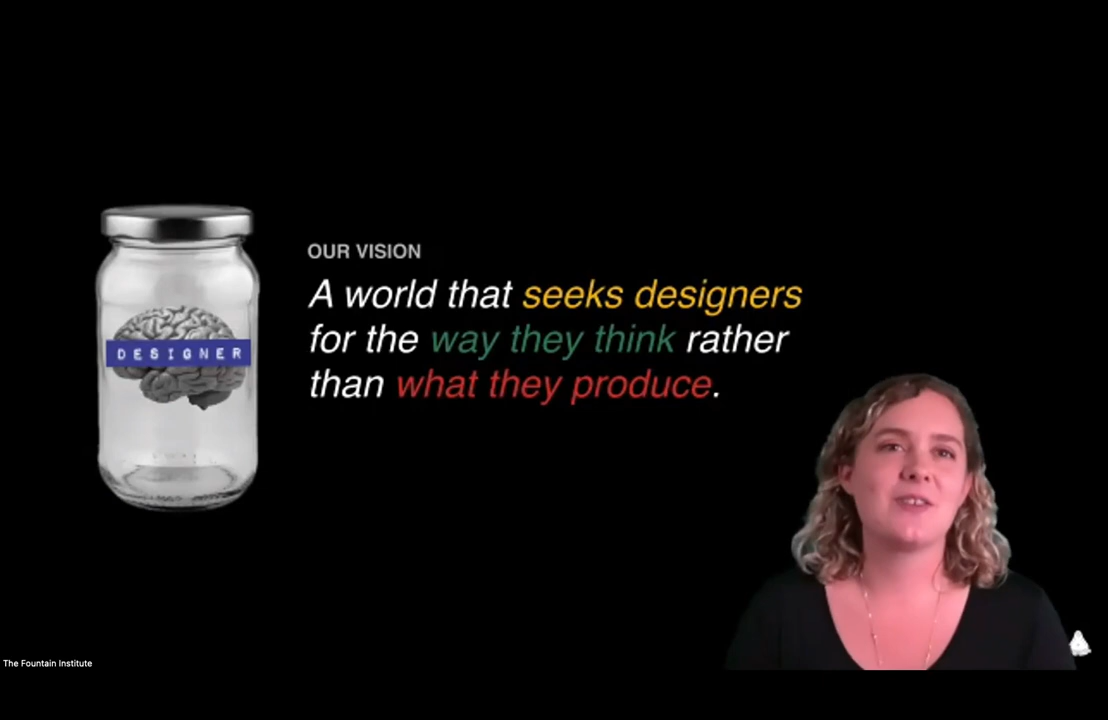 OUR VISION
A world that seeks designers
for the way they think rather
than what they produce.
DESIGNER
The Fountain Institute